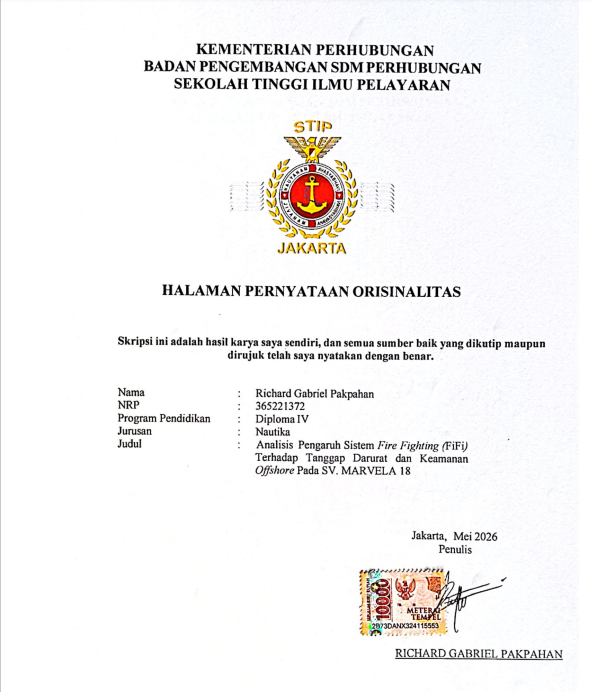 KEMENTERIAN PERHUBUNGAN
BADAN PENGEMBANGAN SDM PERHUBUNGAN
SEKOLAH TINGGI ILMU PELAYARAN
STIP
JAKARTA
HALAMAN PERNYATAAN ORISINALITAS
Skripsi ini adalah hasil karya saya sendiri, dan semua sumber baik yang dikutip maupun
dirujuk telah saya nyatakan dengan benar.
Nama : Richard Gabriel Pakpahan
NRP : 365221372
Program Pendidikan : Diploma IV
Jurusan : Nautika
Judul : Analisis Pengaruh Sistem Fire Fighting (FiFi)
Terhadap Tanggap Darurat dan Keamanan
Offshore Pada SV. MARVELA 18
Jakarta, Mei 2026
Penulis
10000
METERAI
TEMPEL
2B73DANX324115553
RICHARD GABRIEL PAKPAHAN